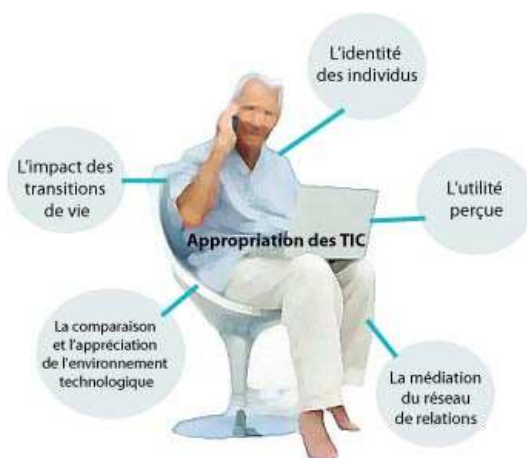 L'identité
des individus
L'impact des
transitions
de vie
L'utilité
perçue
Appropriation des TIC
La comparaison
et l'appréciation
de l'environnement
technologique
La médiation
du réseau
de relations